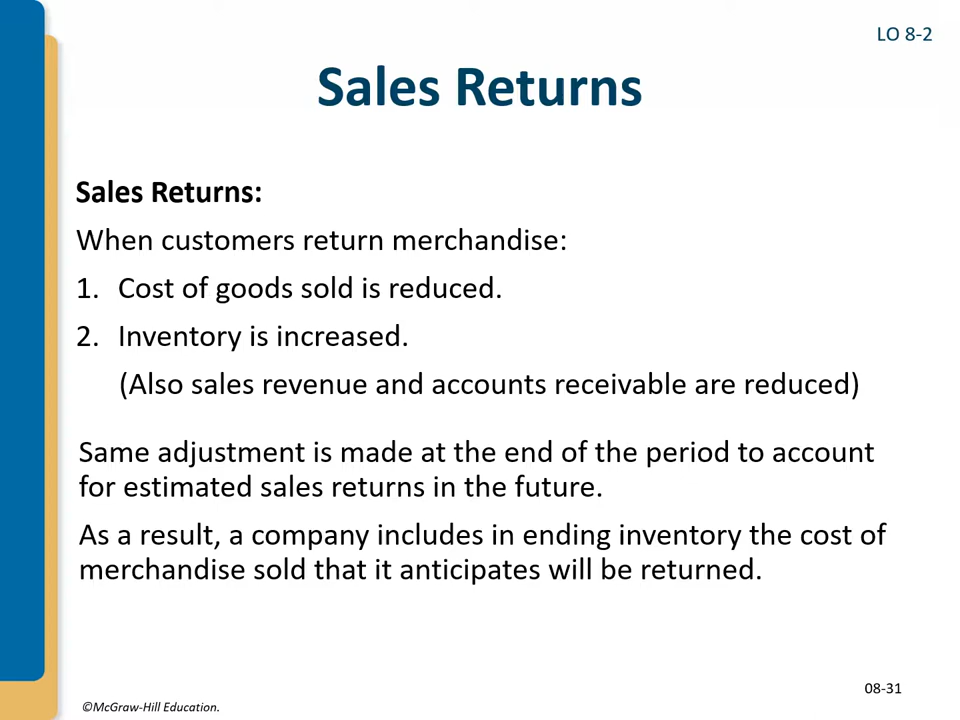 LO 8-2
Sales Returns
Sales Returns:
When customers return merchandise:
1. Cost of goods sold is reduced.
2. Inventory is increased.
(Also sales revenue and accounts receivable are reduced)
Same adjustment is made at the end of the period to account
for estimated sales returns in the future.
As a result, a company includes in ending inventory the cost of
merchandise sold that it anticipates will be returned.
08-31
©McGraw-Hill Education.